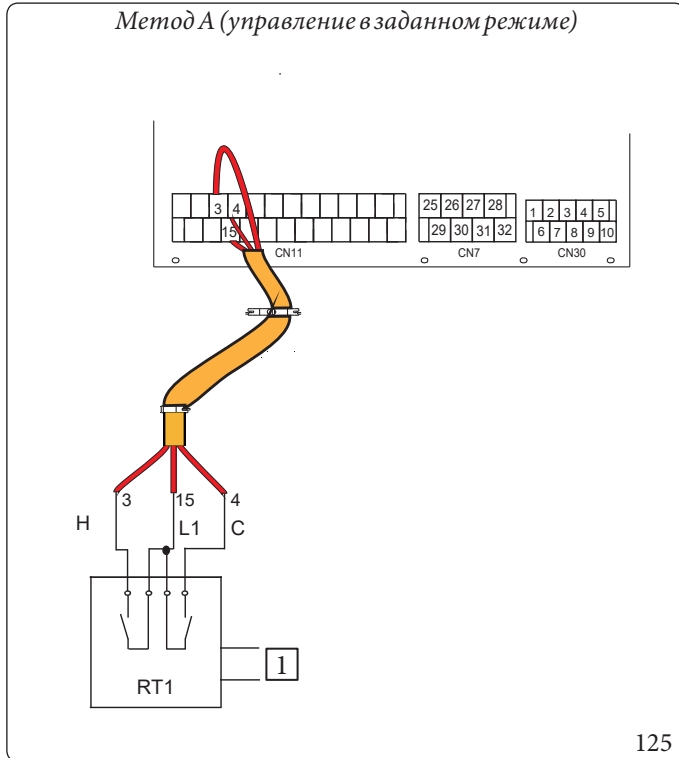 Метод А (управление в заданном режиме)
3 4
15
CN11
25 26 27 28
29 30 31 32
CN7
1 2 3 4 5
6 7 8 9 10
CN30
3 15 4
H L1 C
RT1
1
125